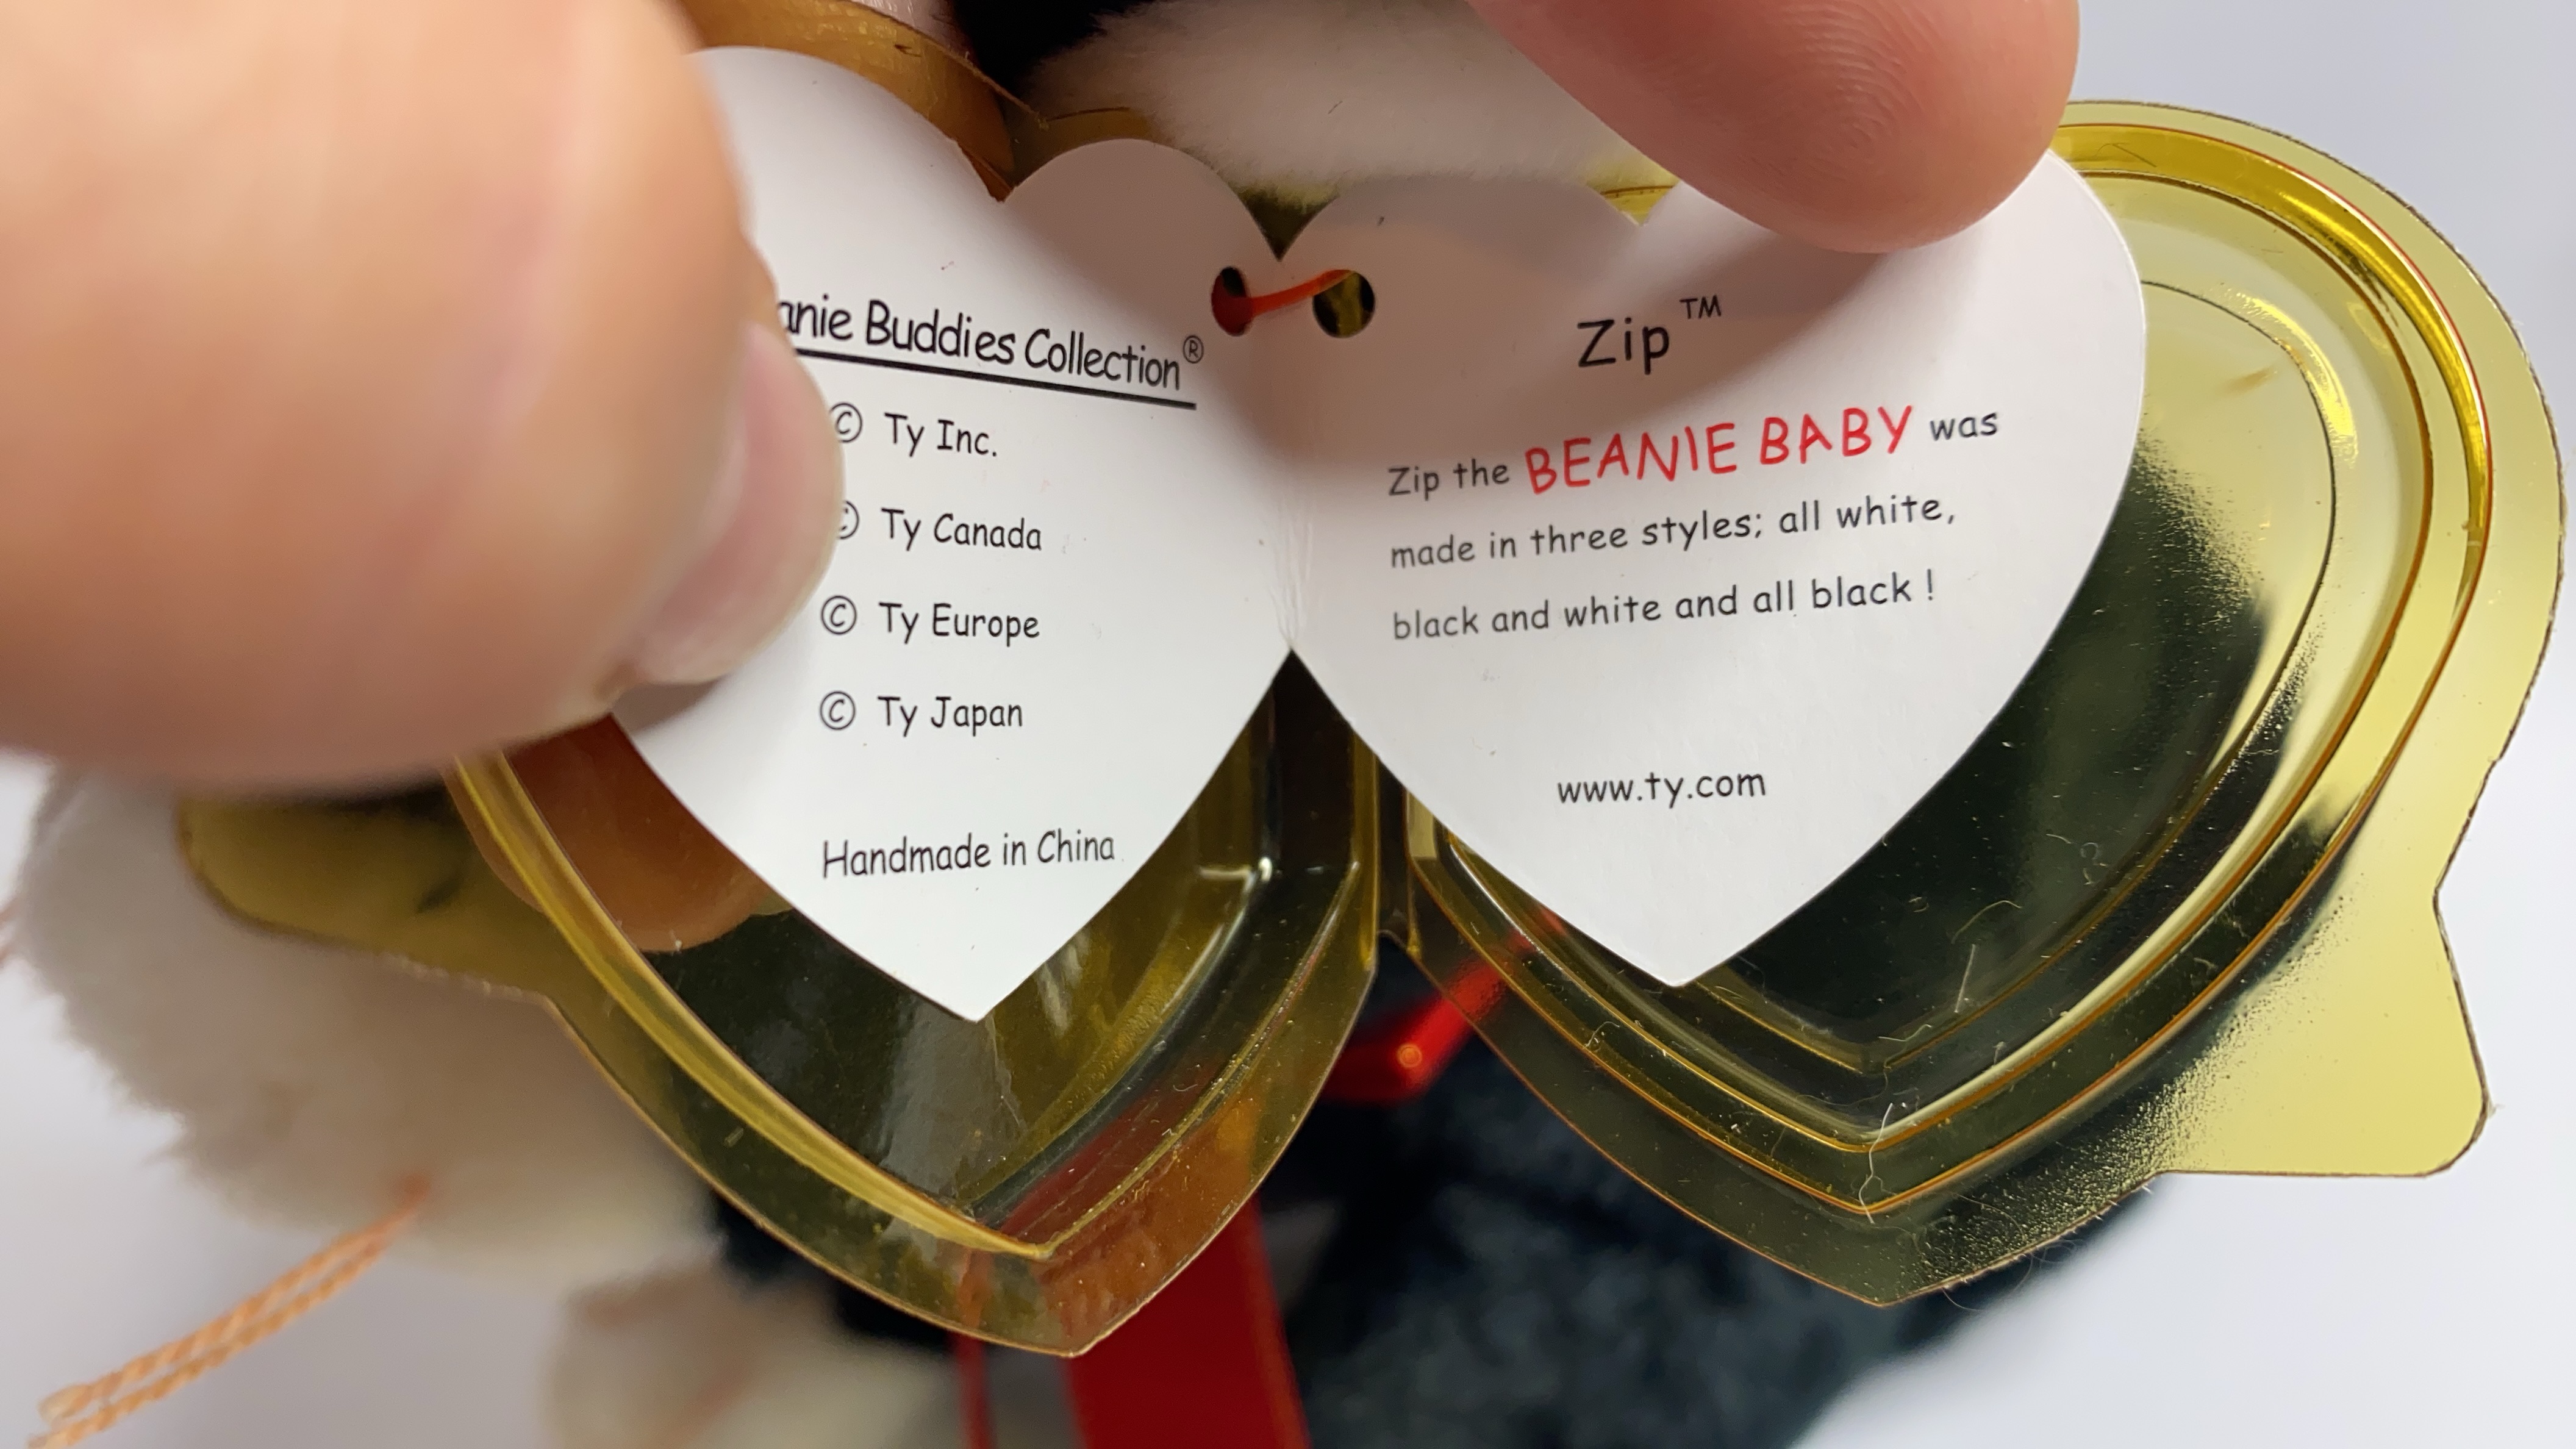 Buddies Collection®
© Ty Inc.
© Ty Canada
© Ty Europe
© Ty Japan
Handmade in China
Zip™
Zip the BEANIE BABY was
made in three styles; all white,
black and white and all black !
www.ty.com